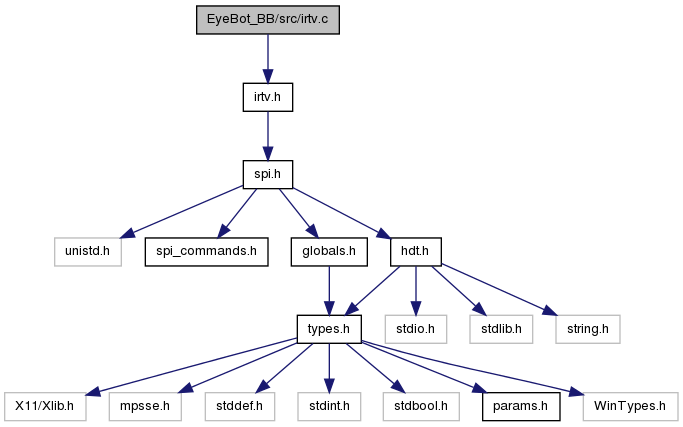 EyeBot_BB/src/irtv.c
irtv.h
spi.h
unistd.h
spi_commands.h
globals.h
hdt.h
types.h
stdio.h
stdlib.h
string.h
X11/Xlib.h
mpsse.h
stddef.h
stdint.h
stdbool.h
params.h
WinTypes.h